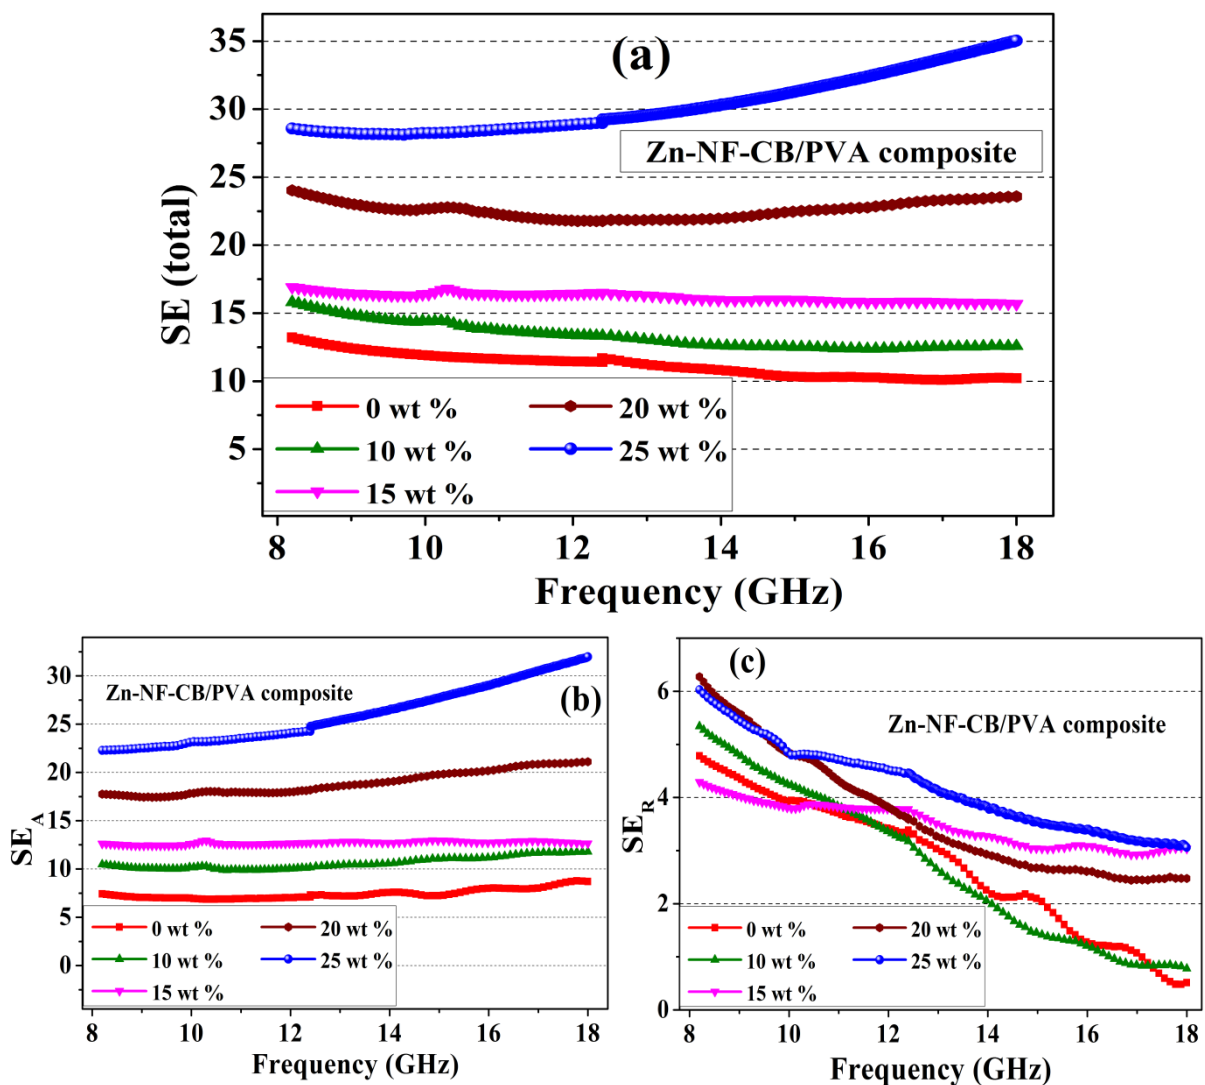 35
30
25
20
15
10
5
SE (total)
(a)
Zn-NF-CB/PVA composite
0 wt %
20 wt %
10 wt %
25 wt %
15 wt %
8
10
12
14
16
18
Frequency (GHz)
30
25
20
15
10
5
0
SE_A
Zn-NF-CB/PVA composite
(b)
0 wt %
20 wt %
10 wt %
25 wt %
15 wt %
8
10
12
14
16
18
Frequency (GHz)
6
4
2
0
SE_R
(c)
Zn-NF-CB/PVA composite
0 wt %
20 wt %
10 wt %
25 wt %
15 wt %
8
10
12
14
16
18
Frequency (GHz)